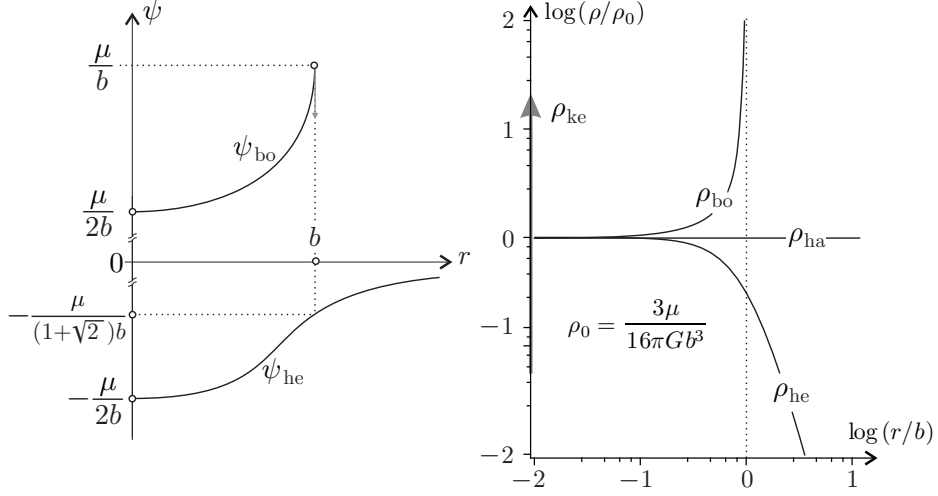 ψ
μ/b
ψ_bo
μ/2b
b
0
r
−μ/((1+√2)b)
ψ_he
−μ/2b
log (ρ/ρ_0)
2
ρ_ke
1
ρ_bo
0
ρ_ha
−1
ρ_0 = 3μ/16πGb^3
ρ_he
log (r/b)
−2
−2 −1 0 1